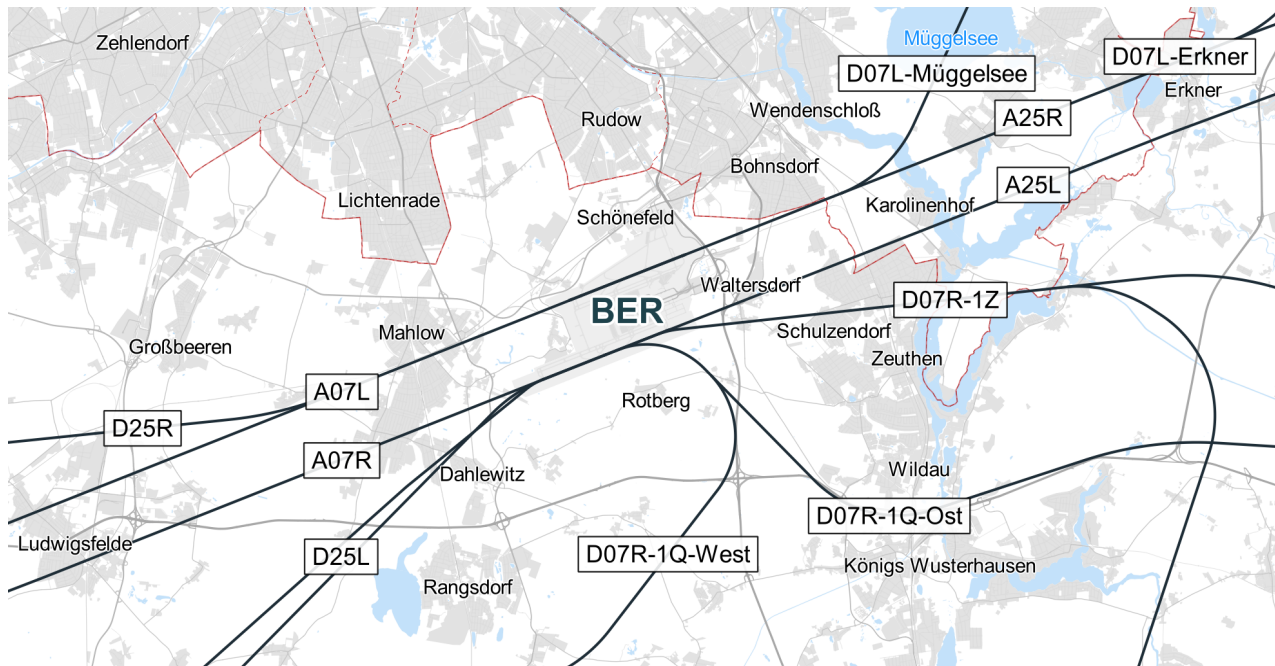 Zehlendorf
Müggelsee
D07L-Müggelsee
D07L-Erkner
Erkner
Wendenschloß
Rudow
A25R
Bohnsdorf
A25L
Lichtenrade
Karolinenhof
Schönefeld
Waltersdorf
BER
D07R-1Z
Mahlow
Schulzendorf
Großbeeren
Zeuthen
A07L
Rotberg
D25R
A07R
Dahlewitz
Wildau
D07R-1Q-Ost
Ludwigsfelde
D25L
D07R-1Q-West
Königs Wusterhausen
Rangsdorf